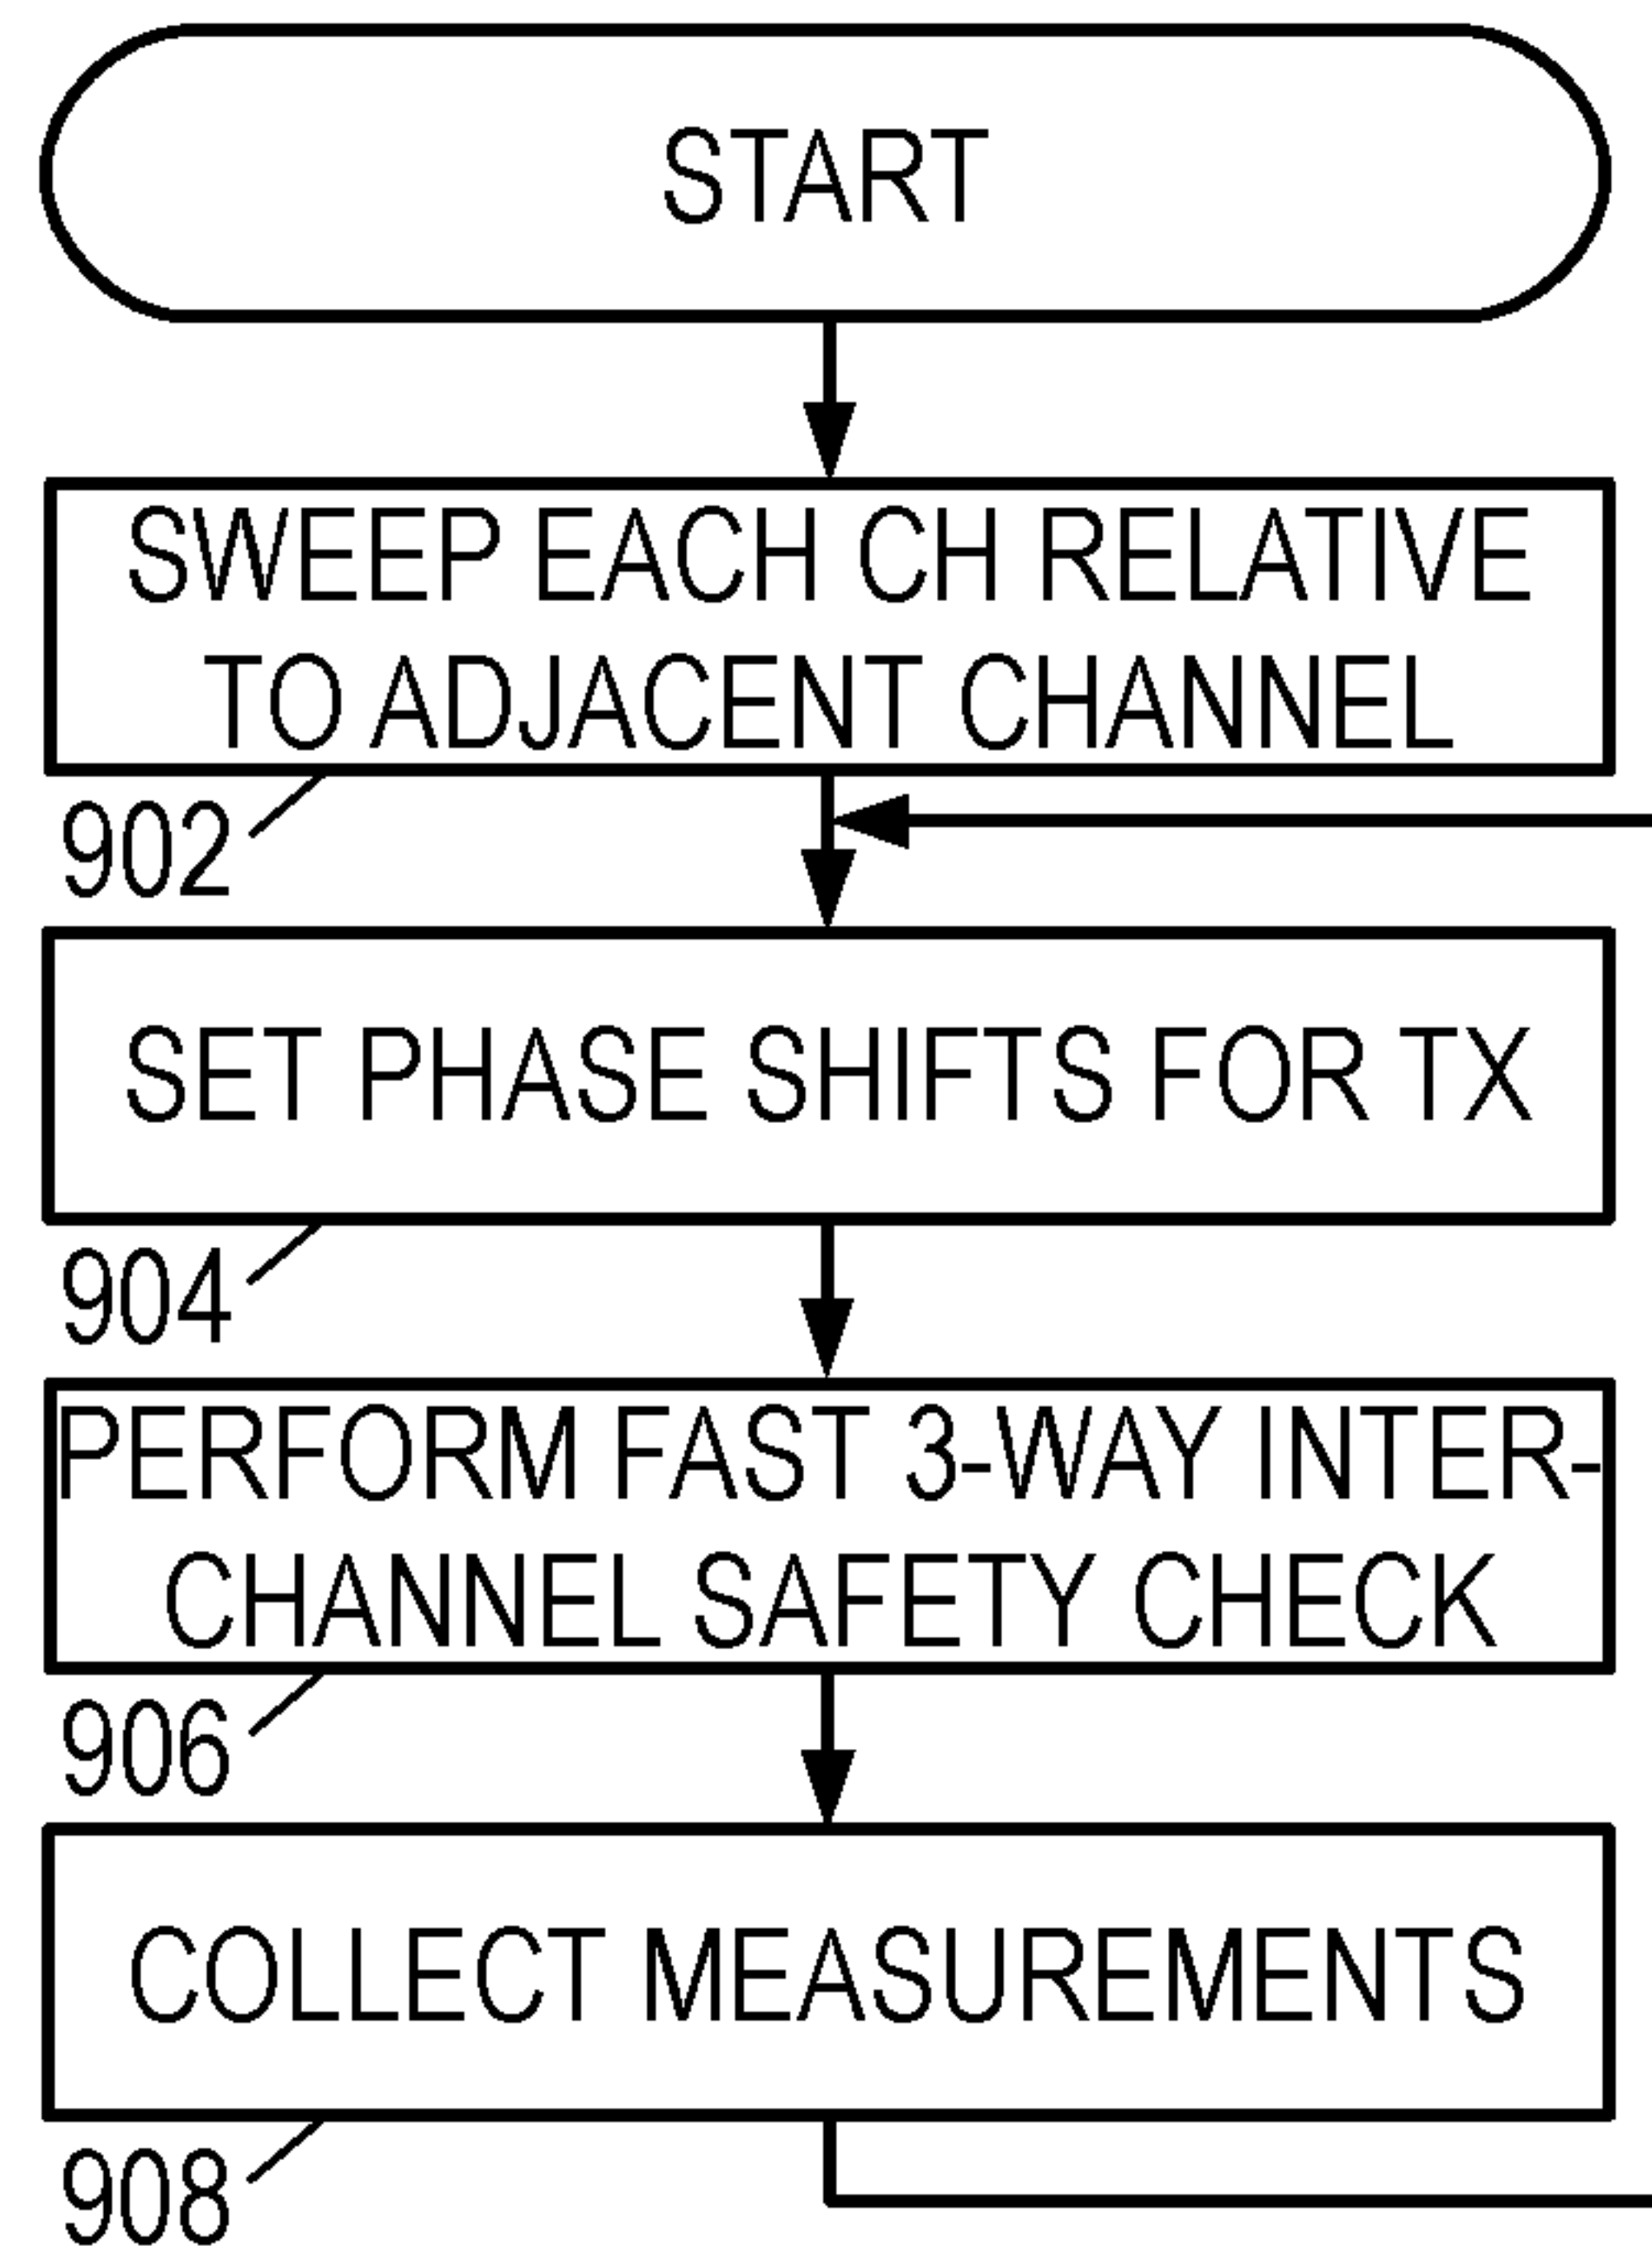 START
SWEEP EACH CH RELATIVE
TO ADJACENT CHANNEL
902
SET PHASE SHIFTS FOR TX
904
PERFORM FAST 3-WAY INTER-
CHANNEL SAFETY CHECK
906
COLLECT MEASUREMENTS
908